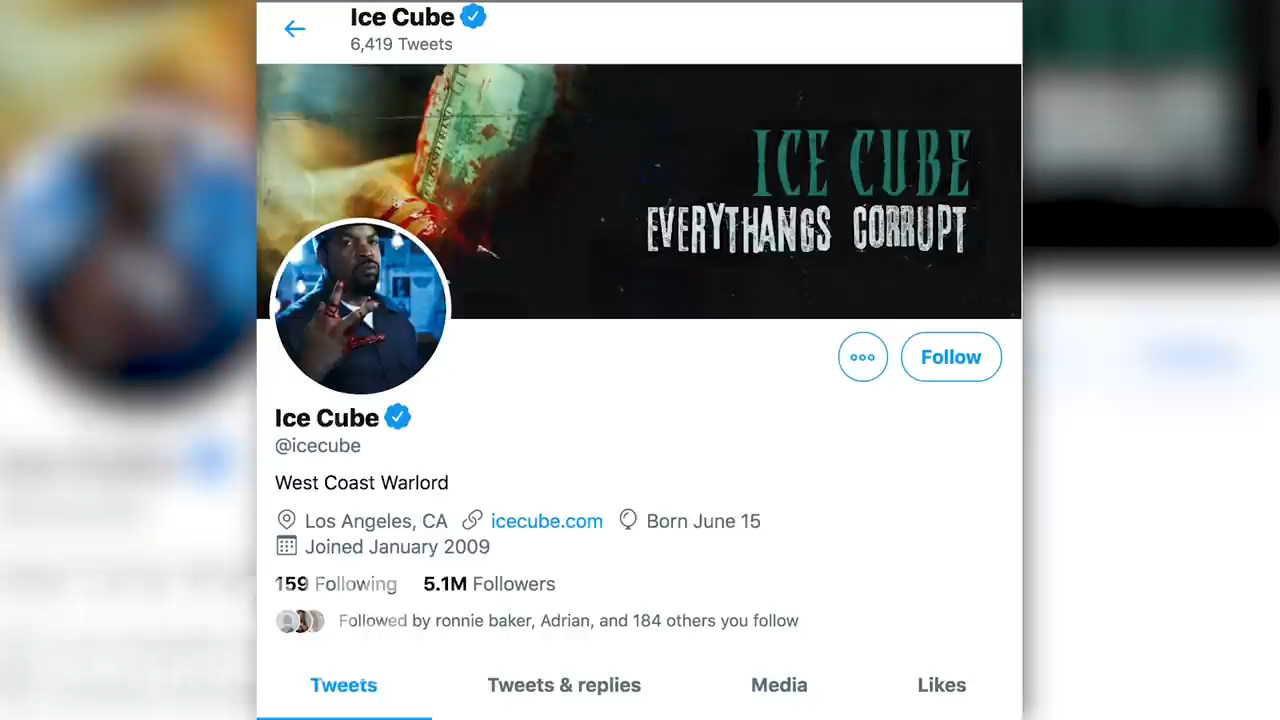 Ice Cube
6,419 Tweets
ICE CUBE
EVERYTHANGS CORRUPT
Follow
Ice Cube
@icecube
West Coast Warlord
Los Angeles, CA icecube.com Born June 15
Joined January 2009
159 Following 5.1M Followers
Followed by ronnie baker, Adrian, and 184 others you follow
Tweets Tweets & replies Media Likes